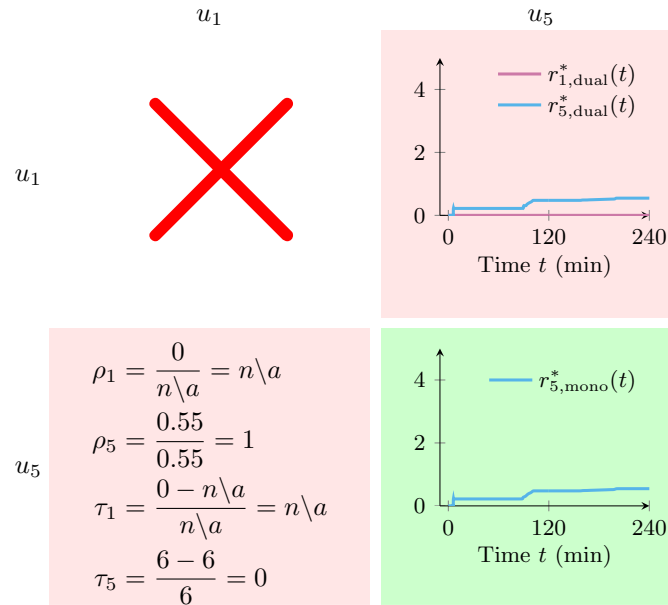 u₁ u₅
u₁
r*₁,dual(t)
r*₅,dual(t)
4
2
0
0 120 240
Time t (min)
u₅
ρ₁ = 0/n\a = n\a
ρ₅ = 0.55/0.55 = 1
τ₁ = (0 − n\a)/n\a = n\a
τ₅ = (6 − 6)/6 = 0
r*₅,mono(t)
4
2
0
0 120 240
Time t (min)